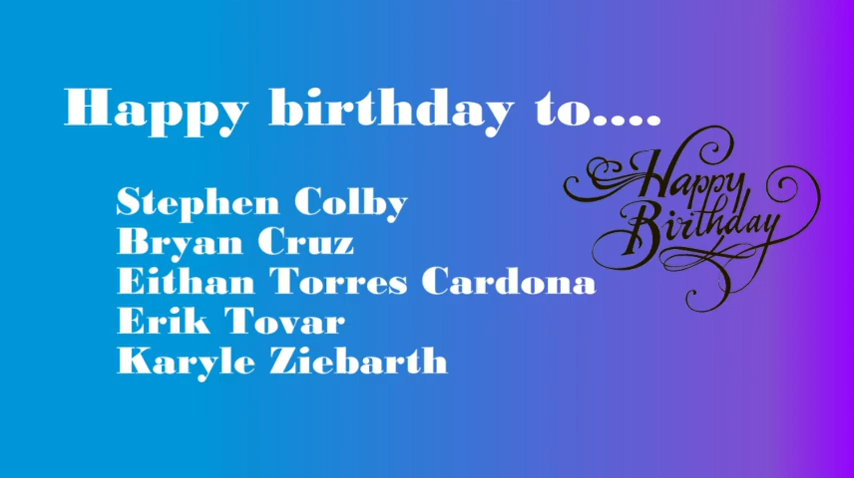 Happy birthday to....
Stephen Colby
Bryan Cruz
Eithan Torres Cardona
Erik Tovar
Karyle Ziebarth
Happy
Birthday